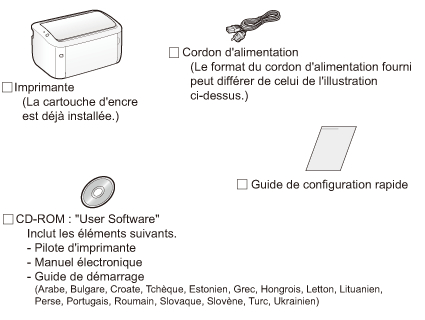 Imprimante
(La cartouche d'encre
est déjà installée.)
Cordon d'alimentation
(Le format du cordon d'alimentation fourni
peut différer de celui de l'illustration
ci-dessus.)
Guide de configuration rapide
CD-ROM : "User Software"
Inclut les éléments suivants.
- Pilote d'imprimante
- Manuel électronique
- Guide de démarrage
(Arabe, Bulgare, Croate, Tchèque, Estonien, Grec, Hongrois, Letton, Lituanien,
Perse, Portugais, Roumain, Slovaque, Slovène, Turc, Ukrainien)